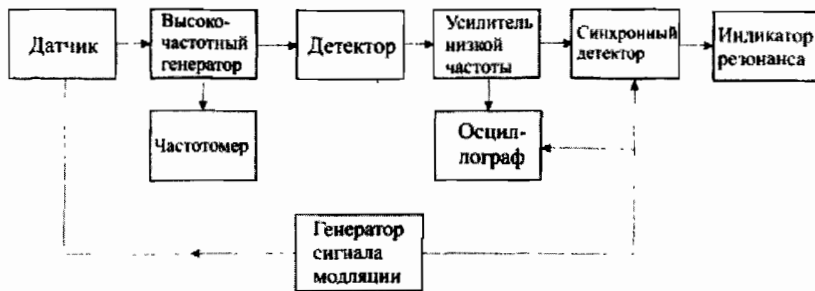 Датчик
Высоко-
частотный
генератор
Детектор
Усилитель
низкой
частоты
Синхронный
детектор
Индикатор
резонанса
Частотомер
Осцил-
лограф
Генератор
сигнала
модляции